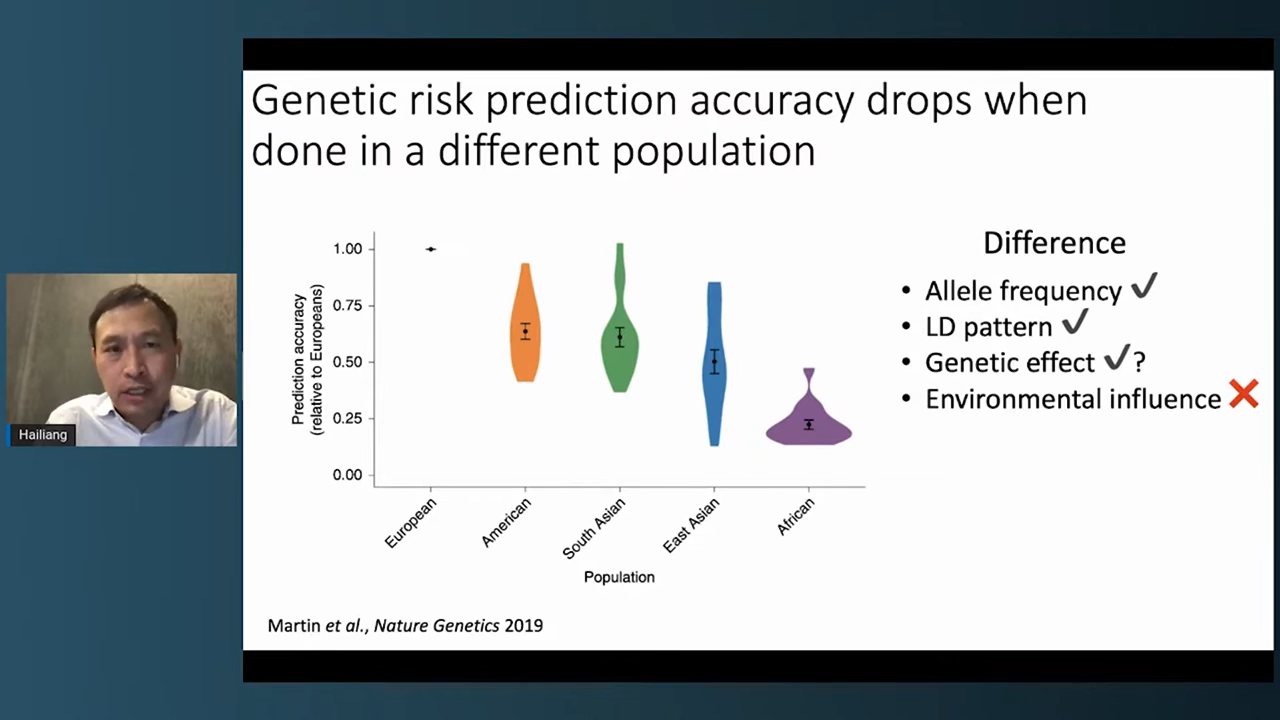 Genetic risk prediction accuracy drops when
done in a different population
Prediction accuracy
(relative to Europeans)
1.00
0.75
0.50
0.25
0.00
European
American
South Asian
East Asian
African
Population
Difference
• Allele frequency ✔
• LD pattern ✔
• Genetic effect ✔?
• Environmental influence ❌
Martin et al., Nature Genetics 2019
Hailiang